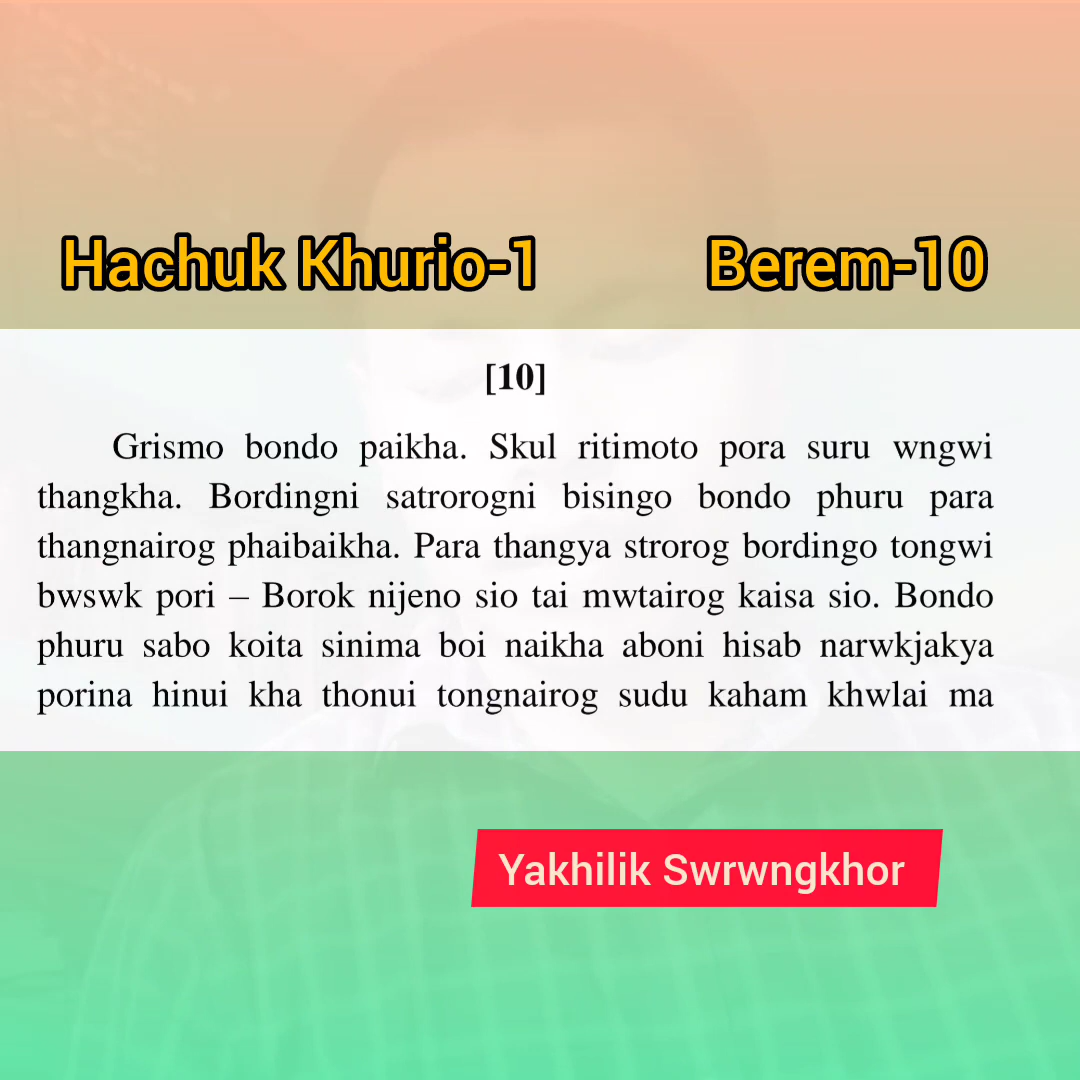 Hachuk Khurio-1 Berem-10
[10]
Grismo bondo paikha. Skul ritimoto pora suru wngwi
thangkha. Bordingni satrorogni bisingo bondo phuru para
thangnairog phaibaikha. Para thangya strorog bordingo tongwi
bwswk pori – Borok nijeno sio tai mwtairog kaisa sio. Bondo
phuru sabo koita sinima boi naikha aboni hisab narwkjakya
porina hinui kha thonui tongnairog sudu kaham khwlai ma
Yakhilik Swrwngkhor